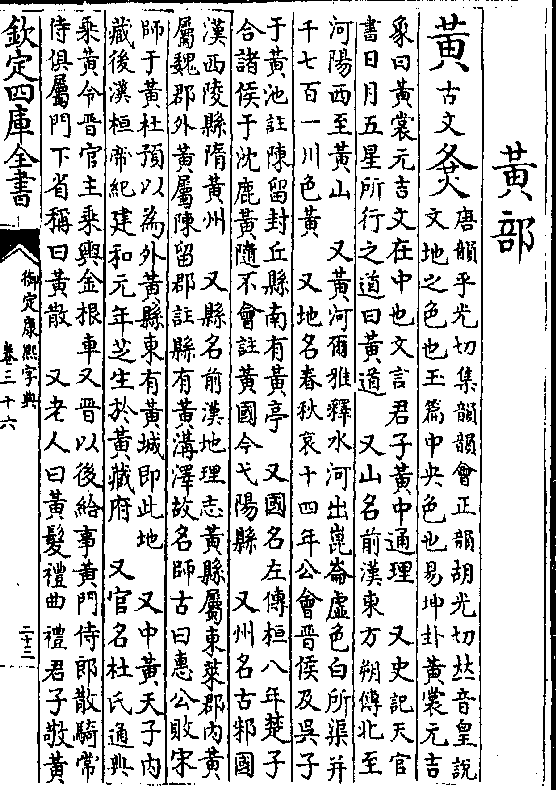 黃部
黃 古文𤆍
唐韻乎光切集韻韻會正韻胡光切𠀤音皇說
文地之色也玉篇中央色也易坤卦黃裳元吉
象曰黃裳元吉文在中也文言君子黃中通理 又史記天官
書日月五星所行之道曰黃道 又山名前漢東方朔傳北至
河陽西至黃山 又黃河爾雅釋水河出崑崙虛色白所渠并
千七百一川色黃 又地名春秋哀十四年公會晉侯及吳子
于黃池註陳留封丘縣南有黃亭 又國名左傳桓八年楚子
合諸侯于沈鹿黃隨不會註黃國今弋陽縣 又州名古邾國
漢西陵縣隋黃州 又縣名前漢地理志黃縣屬東萊郡內黃
屬魏郡外黃屬陳留郡註縣有黃溝澤故名師古曰惠公敗宋
師于黃杜預以為外黃縣東有黃城即此地 又中黃天子內
藏後漢桓帝紀建和元年芝生於黃藏府 又官名杜氏通典
乘黃令晉官主乘輿金根車又晉以後給事黃門侍郎散騎常
侍俱屬門下省稱曰黃散 又老人曰黃髮禮曲禮君子敬黃
欽定四庫全書
御定康熙字典
卷三十六
二十三